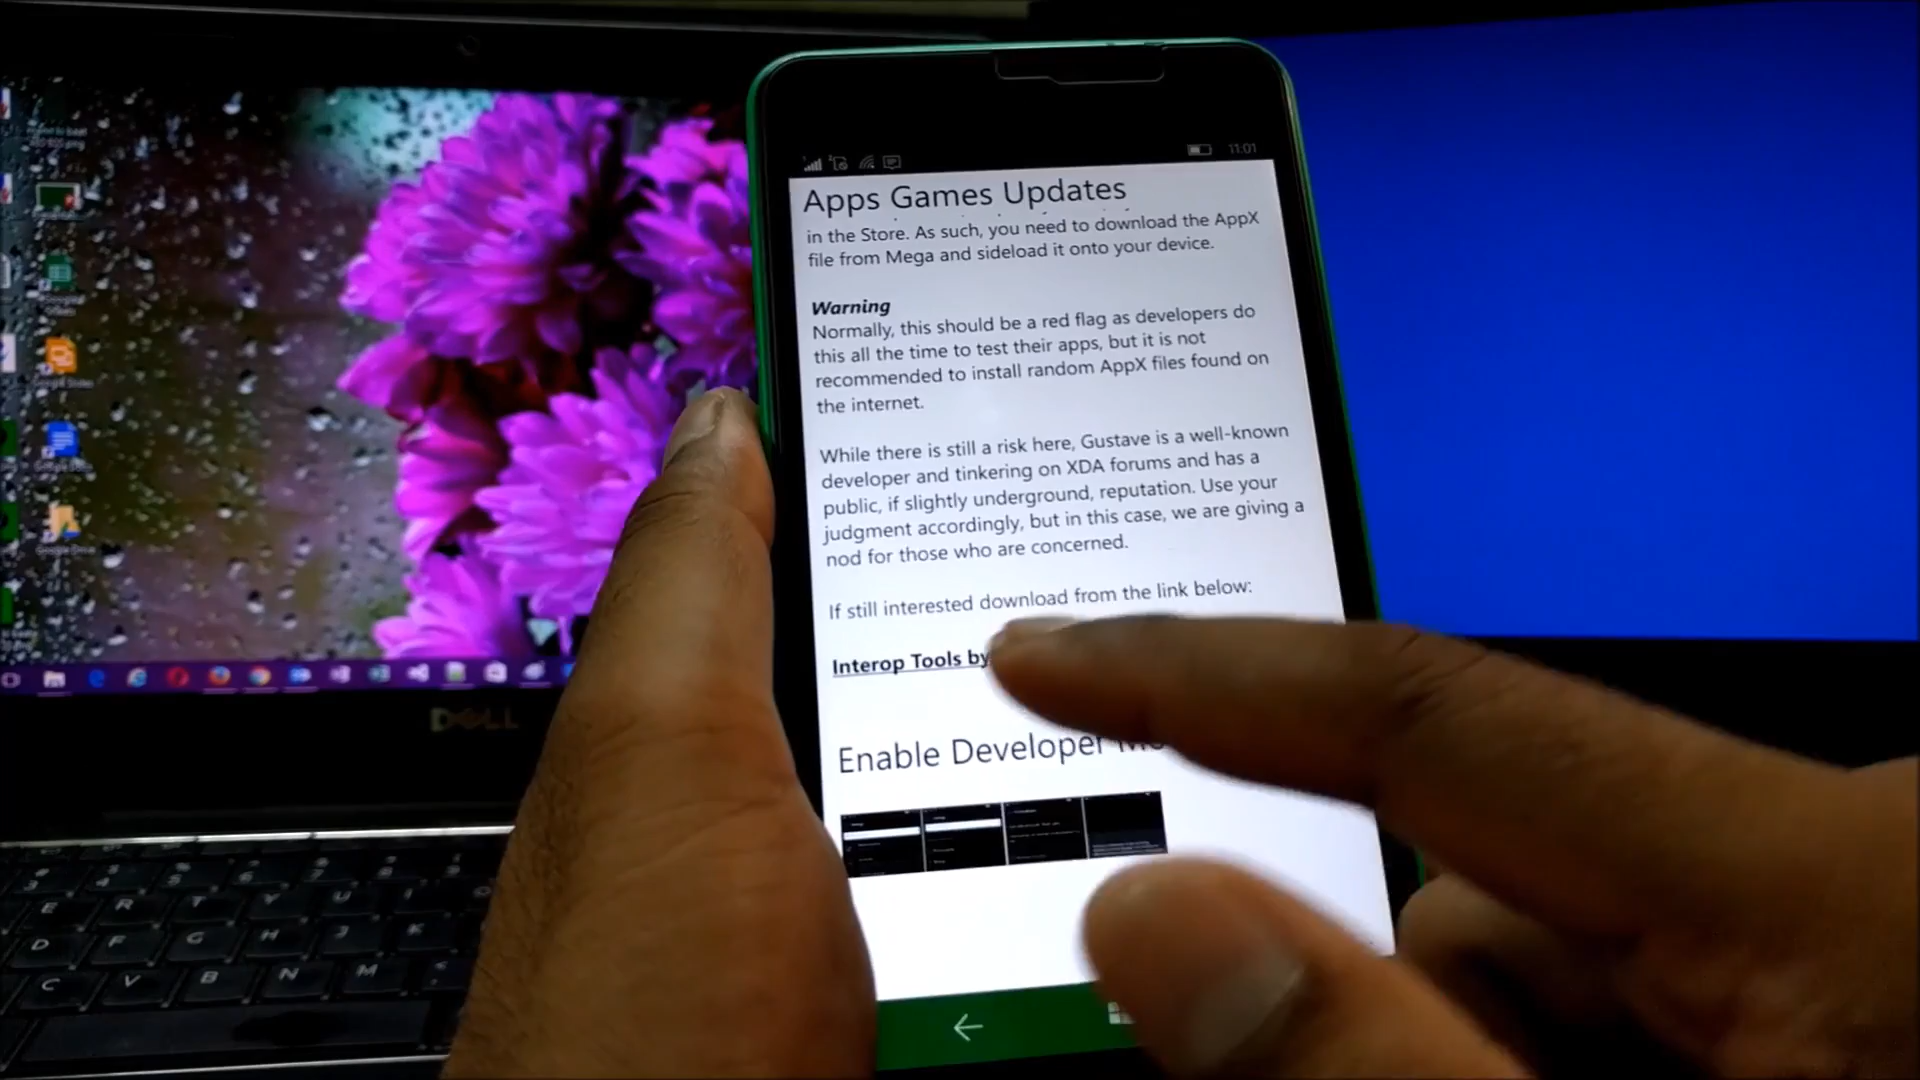 11:01
Apps Games Updates
in the Store. As such, you need to download the AppX
file from Mega and sideload it onto your device.
Warning
Normally, this should be a red flag as developers do
this all the time to test their apps, but it is not
recommended to install random AppX files found on
the internet.
While there is still a risk here, Gustave is a well-known
developer and tinkering on XDA forums and has a
public, if slightly underground, reputation. Use your
judgment accordingly, but in this case, we are giving a
nod for those who are concerned.
If still interested download from the link below:
Interop Tools by
Enable Developer
DELL
E R T Y U
D F G H J K
C V B N M